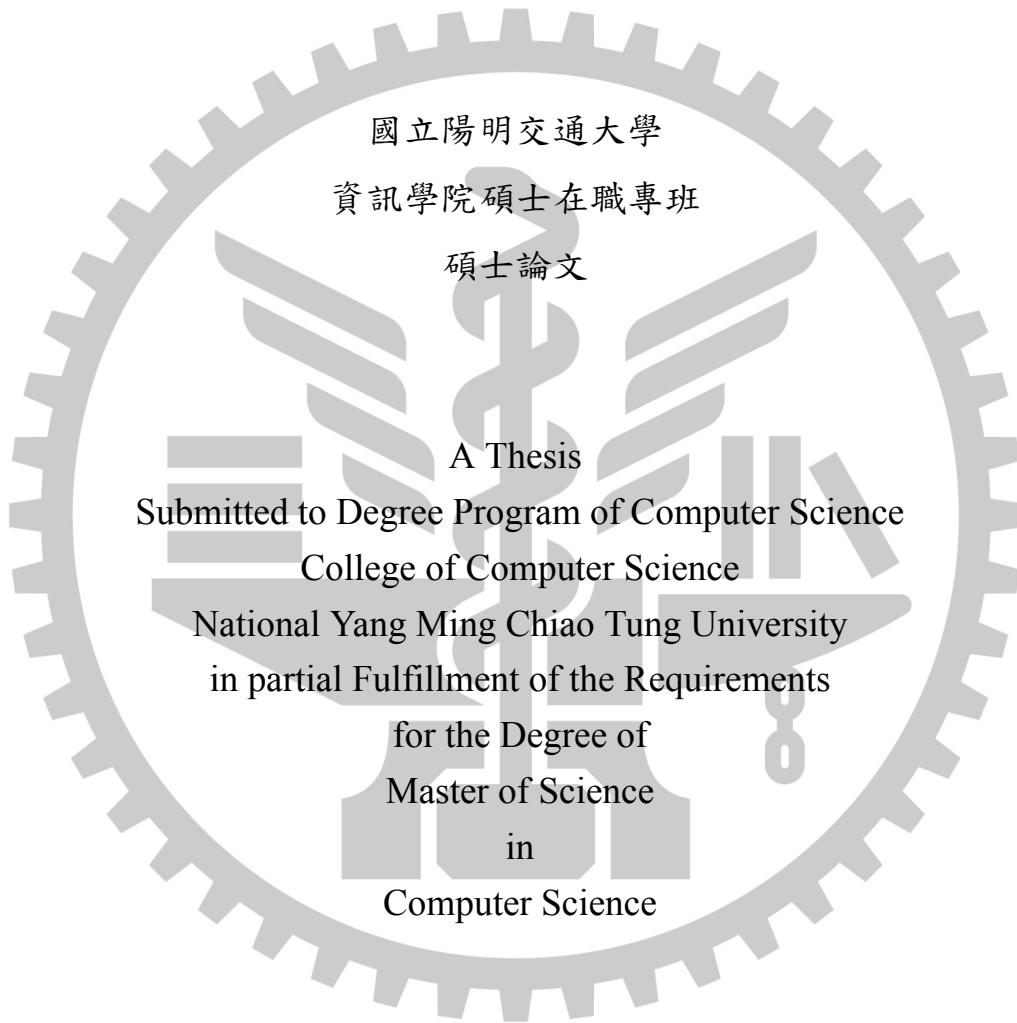 國立陽明交通大學
資訊學院碩士在職專班
碩士論文
A Thesis
Submitted to Degree Program of Computer Science
College of Computer Science
National Yang Ming Chiao Tung University
in partial Fulfillment of the Requirements
for the Degree of
Master of Science
in
Computer Science